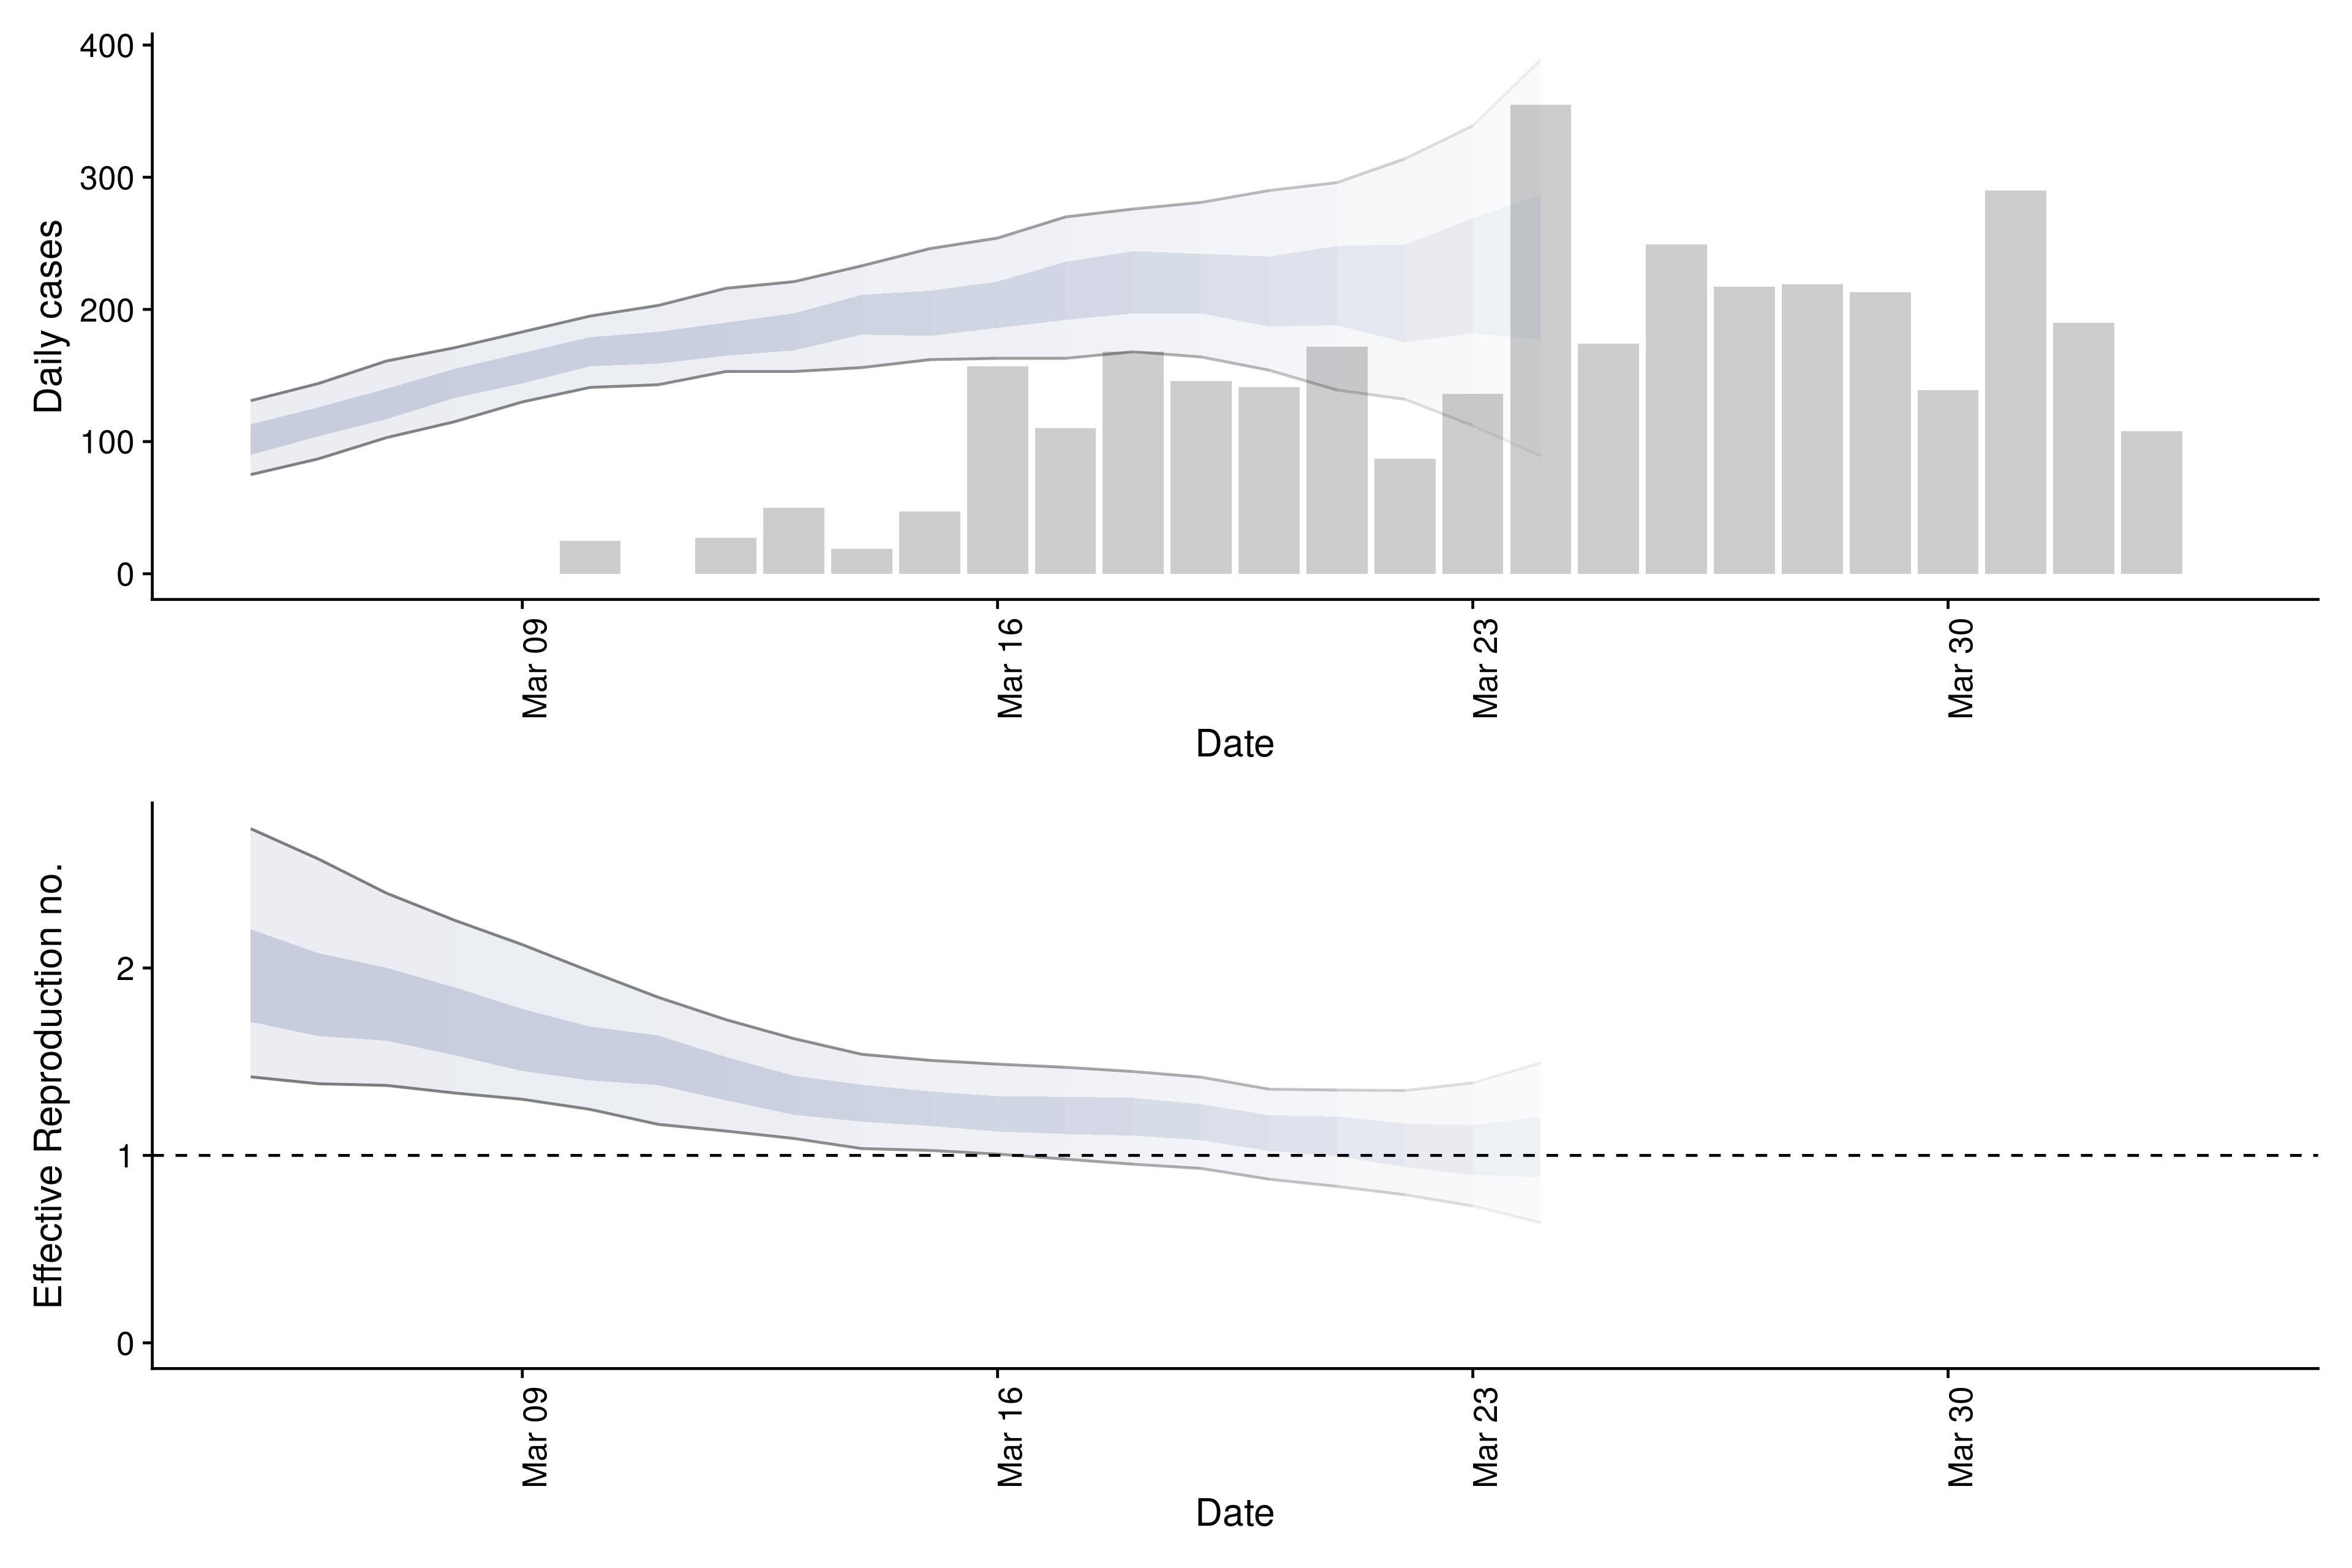 400
300
200
100
0
Daily cases
Mar 09
Mar 16
Mar 23
Mar 30
Date
2
1
0
Effective Reproduction no.
Mar 09
Mar 16
Mar 23
Mar 30
Date